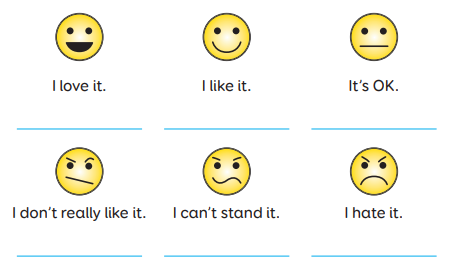 I love it.
I like it.
It's OK.
I don't really like it.
I can't stand it.
I hate it.